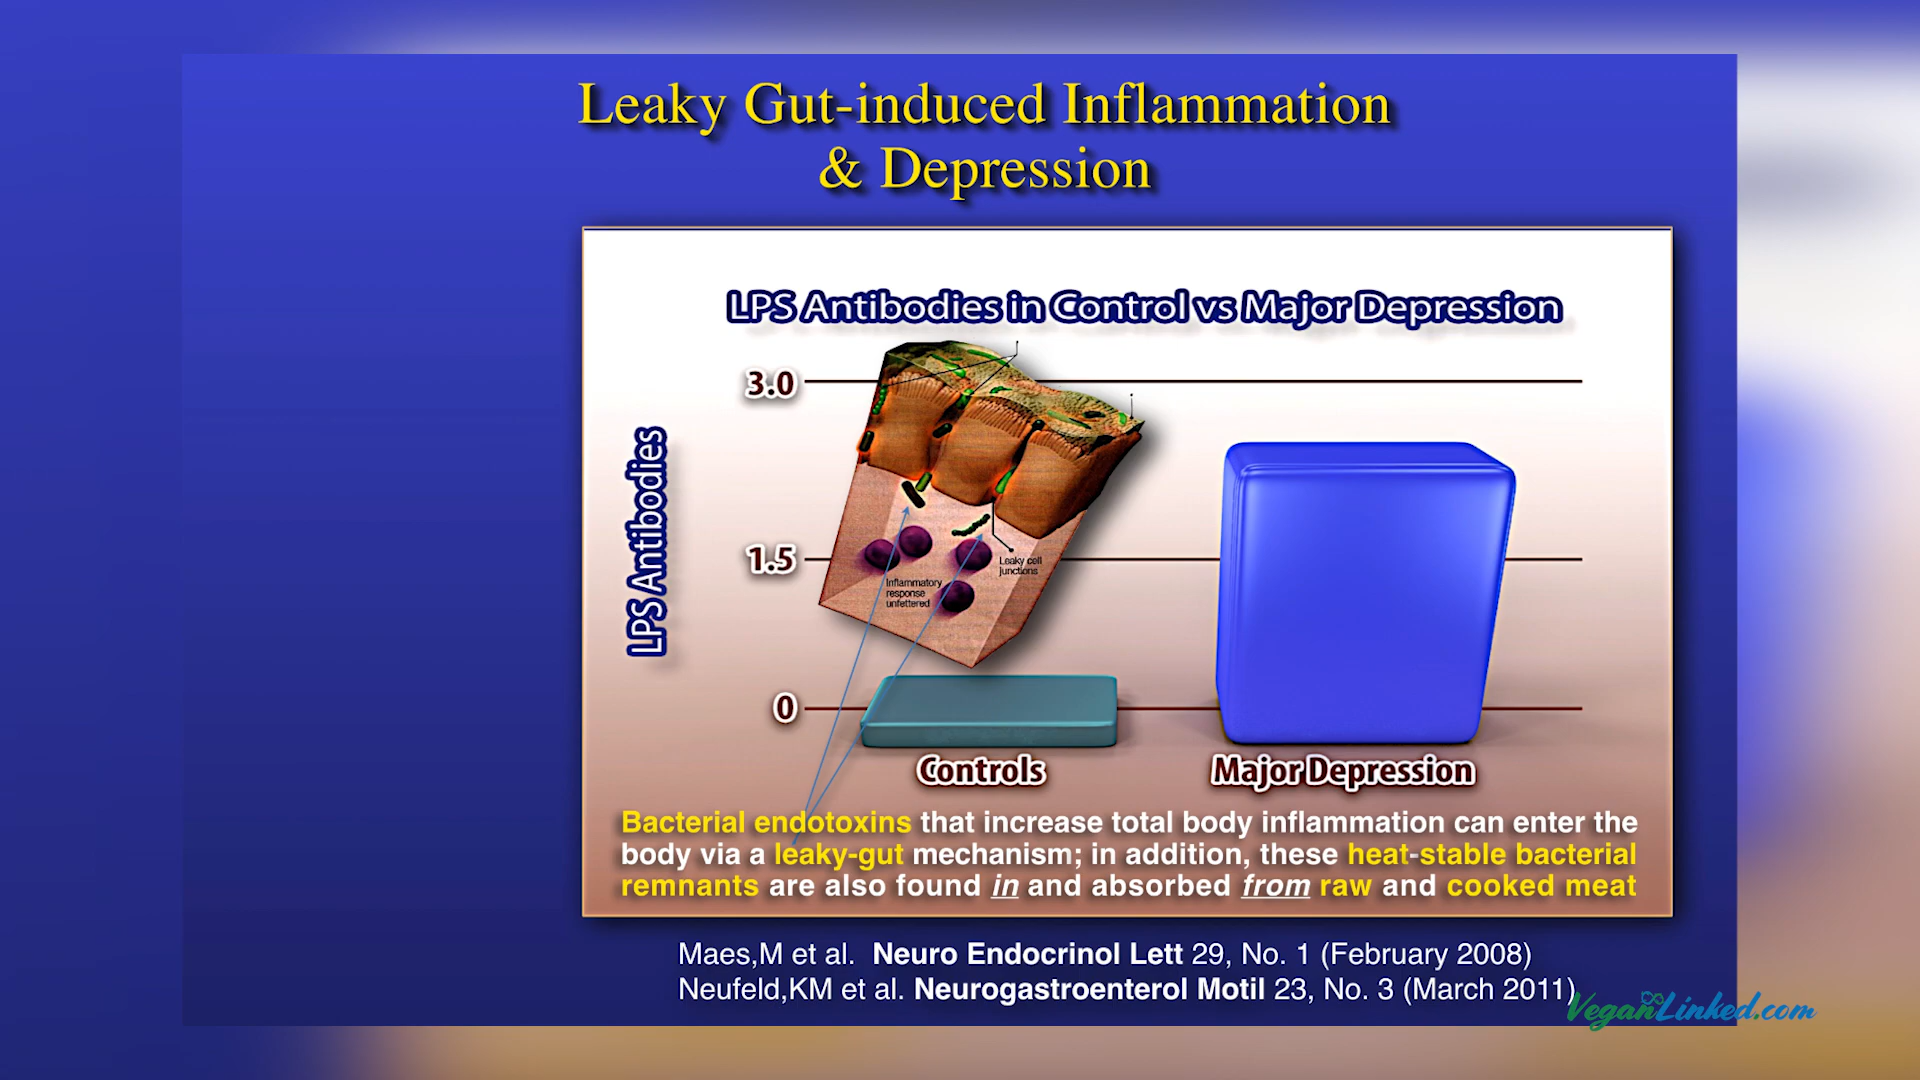 Leaky Gut-induced Inflammation
& Depression
LPS Antibodies in Control vs Major Depression
LPS Antibodies
3.0
1.5
0
Leaky cell
junctions
Inflammatory
response
unfettered
Controls
Major Depression
Bacterial endotoxins that increase total body inflammation can enter the
body via a leaky-gut mechanism; in addition, these heat-stable bacterial
remnants are also found in and absorbed from raw and cooked meat
Maes,M et al. Neuro Endocrinol Lett 29, No. 1 (February 2008)
Neufeld,KM et al. Neurogastroenterol Motil 23, No. 3 (March 2011)
VeganLinked.com